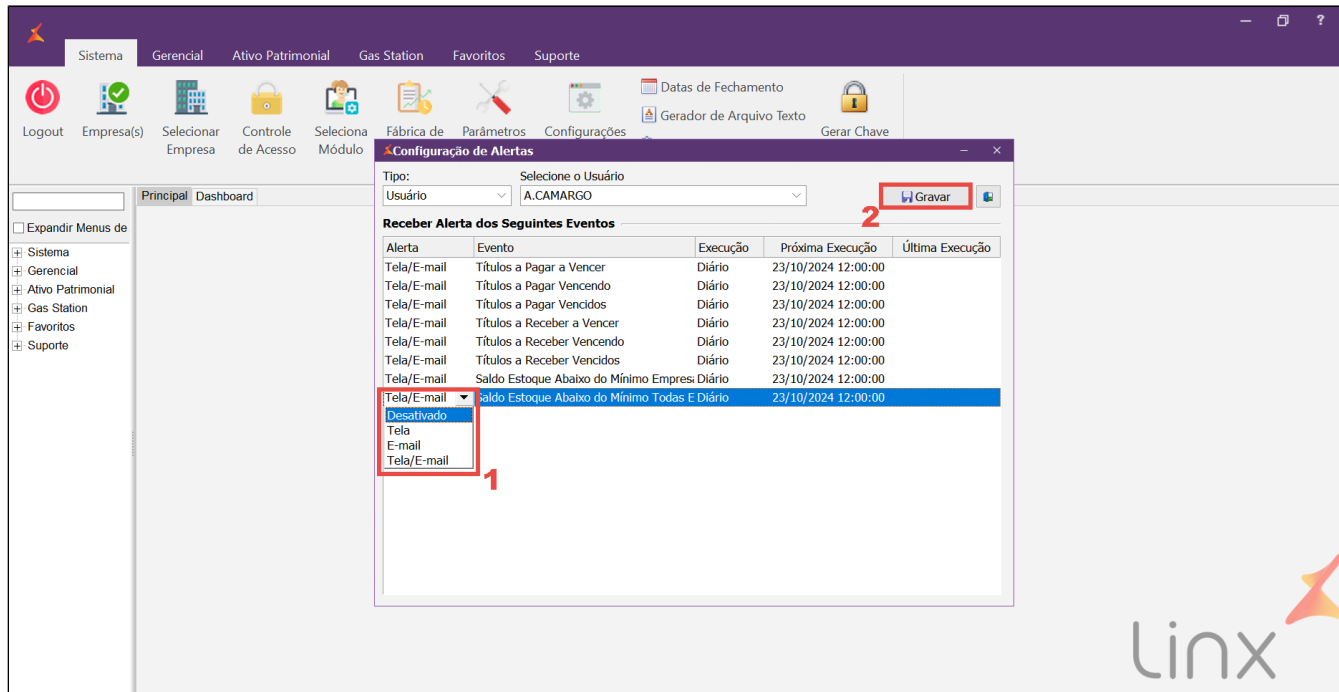 ?
Sistema Gerencial Ativo Patrimonial Gas Station Favoritos Suporte
Logout Empresa(s) Selecionar Empresa Controle de Acesso Seleciona Módulo Fábrica de Parâmetros Configurações Datas de Fechamento Gerador de Arquivo Texto Gerar Chave
Configuração de Alertas
Tipo: Selecione o Usuário
Usuário A.CAMARGO Gravar
2
Principal Dashboard
Expandir Menus de
Sistema
Gerencial
Ativo Patrimonial
Gas Station
Favoritos
Suporte
Receber Alerta dos Seguintes Eventos
Alerta Evento Execução Próxima Execução Última Execução
Tela/E-mail Títulos a Pagar a Vencer Diário 23/10/2024 12:00:00
Tela/E-mail Títulos a Pagar Vencendo Diário 23/10/2024 12:00:00
Tela/E-mail Títulos a Pagar Vencidos Diário 23/10/2024 12:00:00
Tela/E-mail Títulos a Receber a Vencer Diário 23/10/2024 12:00:00
Tela/E-mail Títulos a Receber Vencendo Diário 23/10/2024 12:00:00
Tela/E-mail Títulos a Receber Vencidos Diário 23/10/2024 12:00:00
Tela/E-mail Saldo Estoque Abaixo do Mínimo Empres Diário 23/10/2024 12:00:00
Tela/E-mail Saldo Estoque Abaixo do Mínimo Todas E Diário 23/10/2024 12:00:00
Desativado
Tela
E-mail
Tela/E-mail
1
Linx